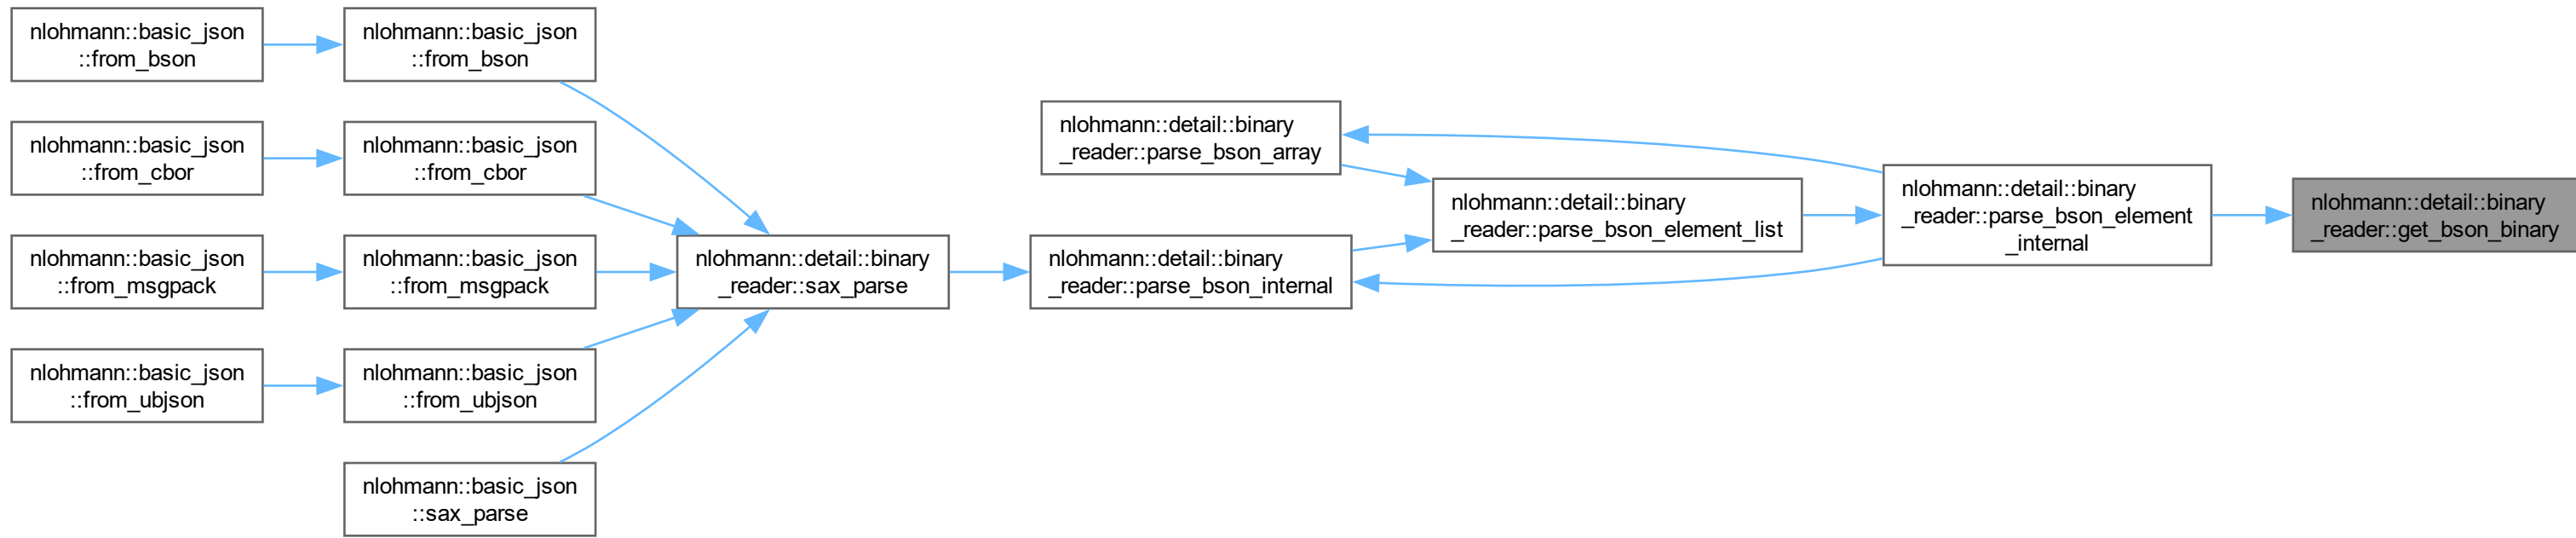 nlohmann::basic_json
::from_bson
nlohmann::basic_json
::from_bson
nlohmann::basic_json
::from_cbor
nlohmann::basic_json
::from_cbor
nlohmann::basic_json
::from_msgpack
nlohmann::basic_json
::from_msgpack
nlohmann::basic_json
::from_ubjson
nlohmann::basic_json
::from_ubjson
nlohmann::basic_json
::sax_parse
nlohmann::detail::binary
_reader::sax_parse
nlohmann::detail::binary
_reader::parse_bson_array
nlohmann::detail::binary
_reader::parse_bson_internal
nlohmann::detail::binary
_reader::parse_bson_element_list
nlohmann::detail::binary
_reader::parse_bson_element
_internal
nlohmann::detail::binary
_reader::get_bson_binary